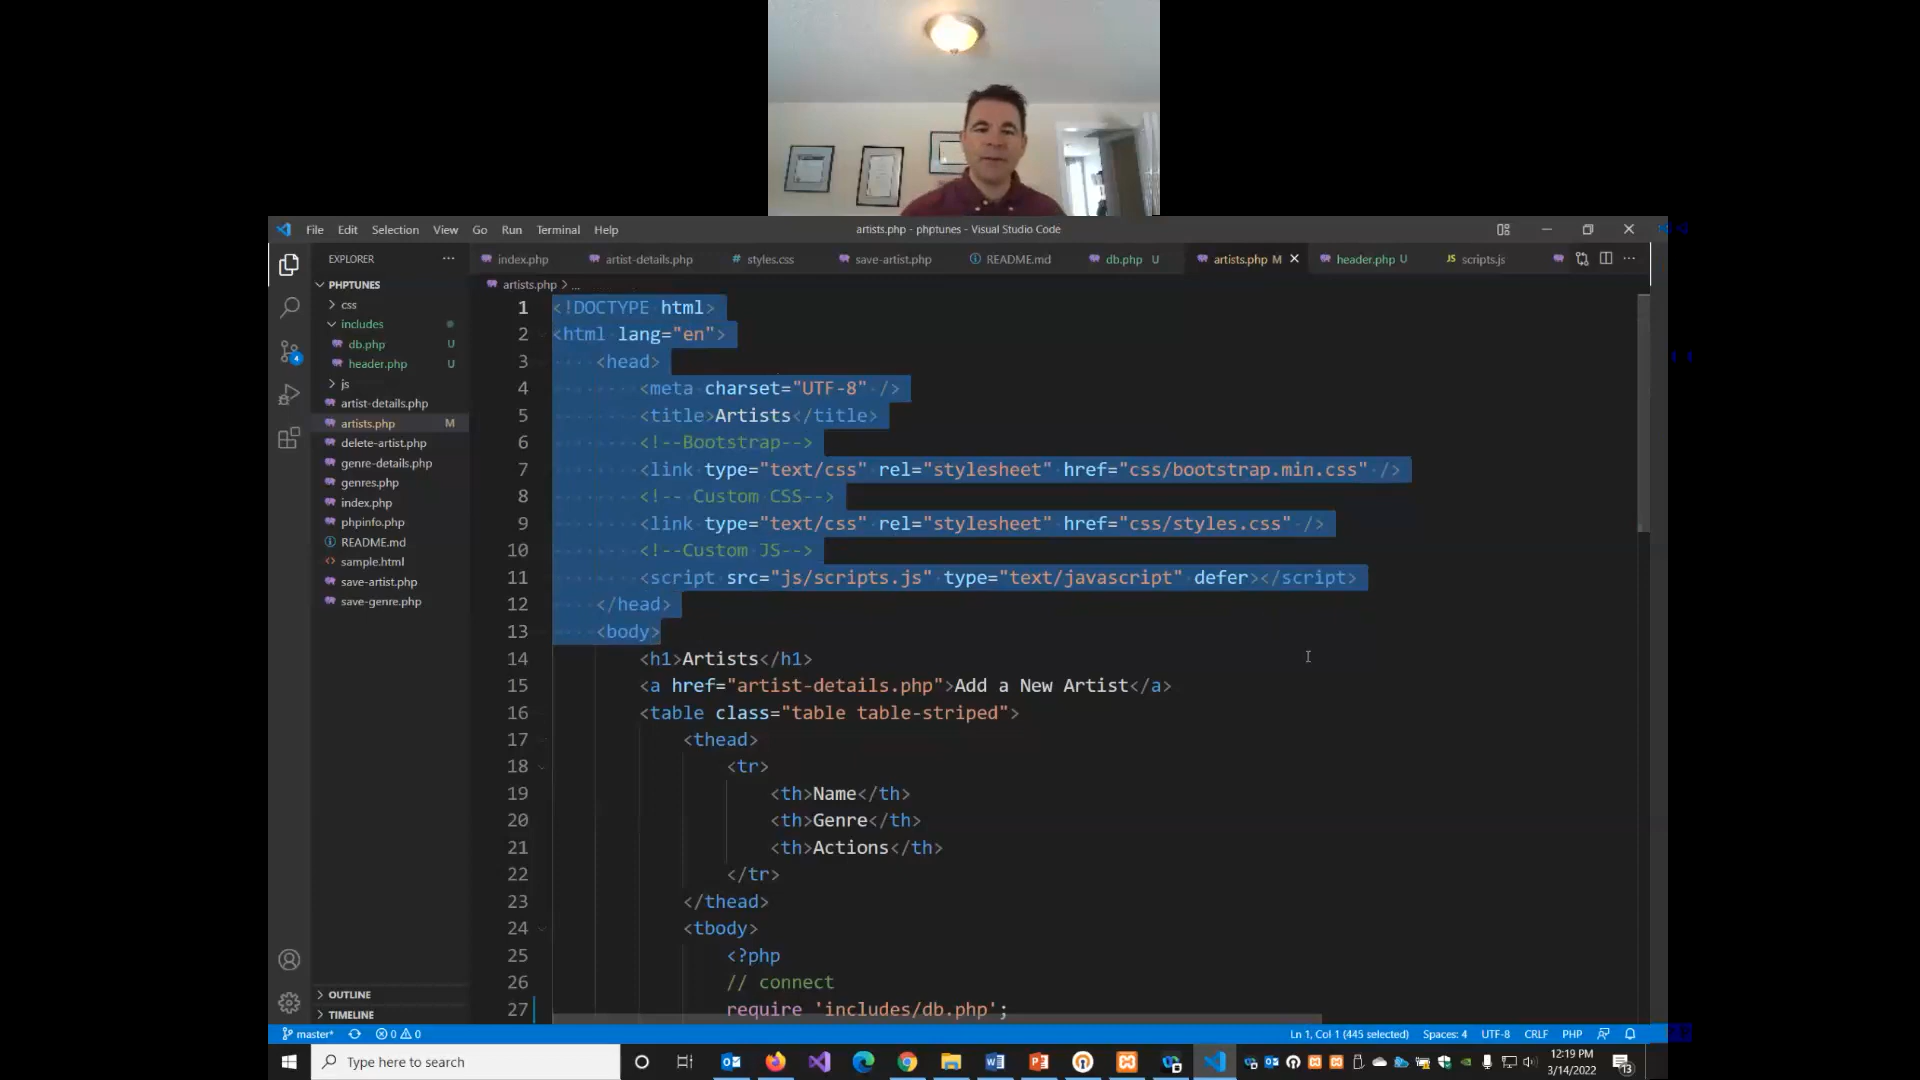 File Edit Selection View Go Run Terminal Help
artists.php - phptunes - Visual Studio Code
EXPLORER
index.php artist-details.php styles.css save-artist.php README.md db.php U artists.php M header.php U JS scripts.js
PHPTUNES
artists.php > ...
css
includes
db.php U
header.php U
js
artist-details.php
artists.php M
delete-artist.php
genre-details.php
genres.php
index.php
phpinfo.php
README.md
sample.html
save-artist.php
save-genre.php
OUTLINE
TIMELINE
1 <!DOCTYPE html>
2 <html lang="en">
3 <head>
4 <meta charset="UTF-8" />
5 <title>Artists</title>
6 <!--Bootstrap-->
7 <link type="text/css" rel="stylesheet" href="css/bootstrap.min.css" />
8 <!-- Custom CSS-->
9 <link type="text/css" rel="stylesheet" href="css/styles.css" />
10 <!--Custom JS-->
11 <script src="js/scripts.js" type="text/javascript" defer></script>
12 </head>
13 <body>
14 <h1>Artists</h1>
15 <a href="artist-details.php">Add a New Artist</a>
16 <table class="table table-striped">
17 <thead>
18 <tr>
19 <th>Name</th>
20 <th>Genre</th>
21 <th>Actions</th>
22 </tr>
23 </thead>
24 <tbody>
25 <?php
26 // connect
27 require 'includes/db.php';
master* 0 0 Ln 1, Col 1 (445 selected) Spaces: 4 UTF-8 CRLF PHP
Type here to search
12:19 PM
3/14/2022